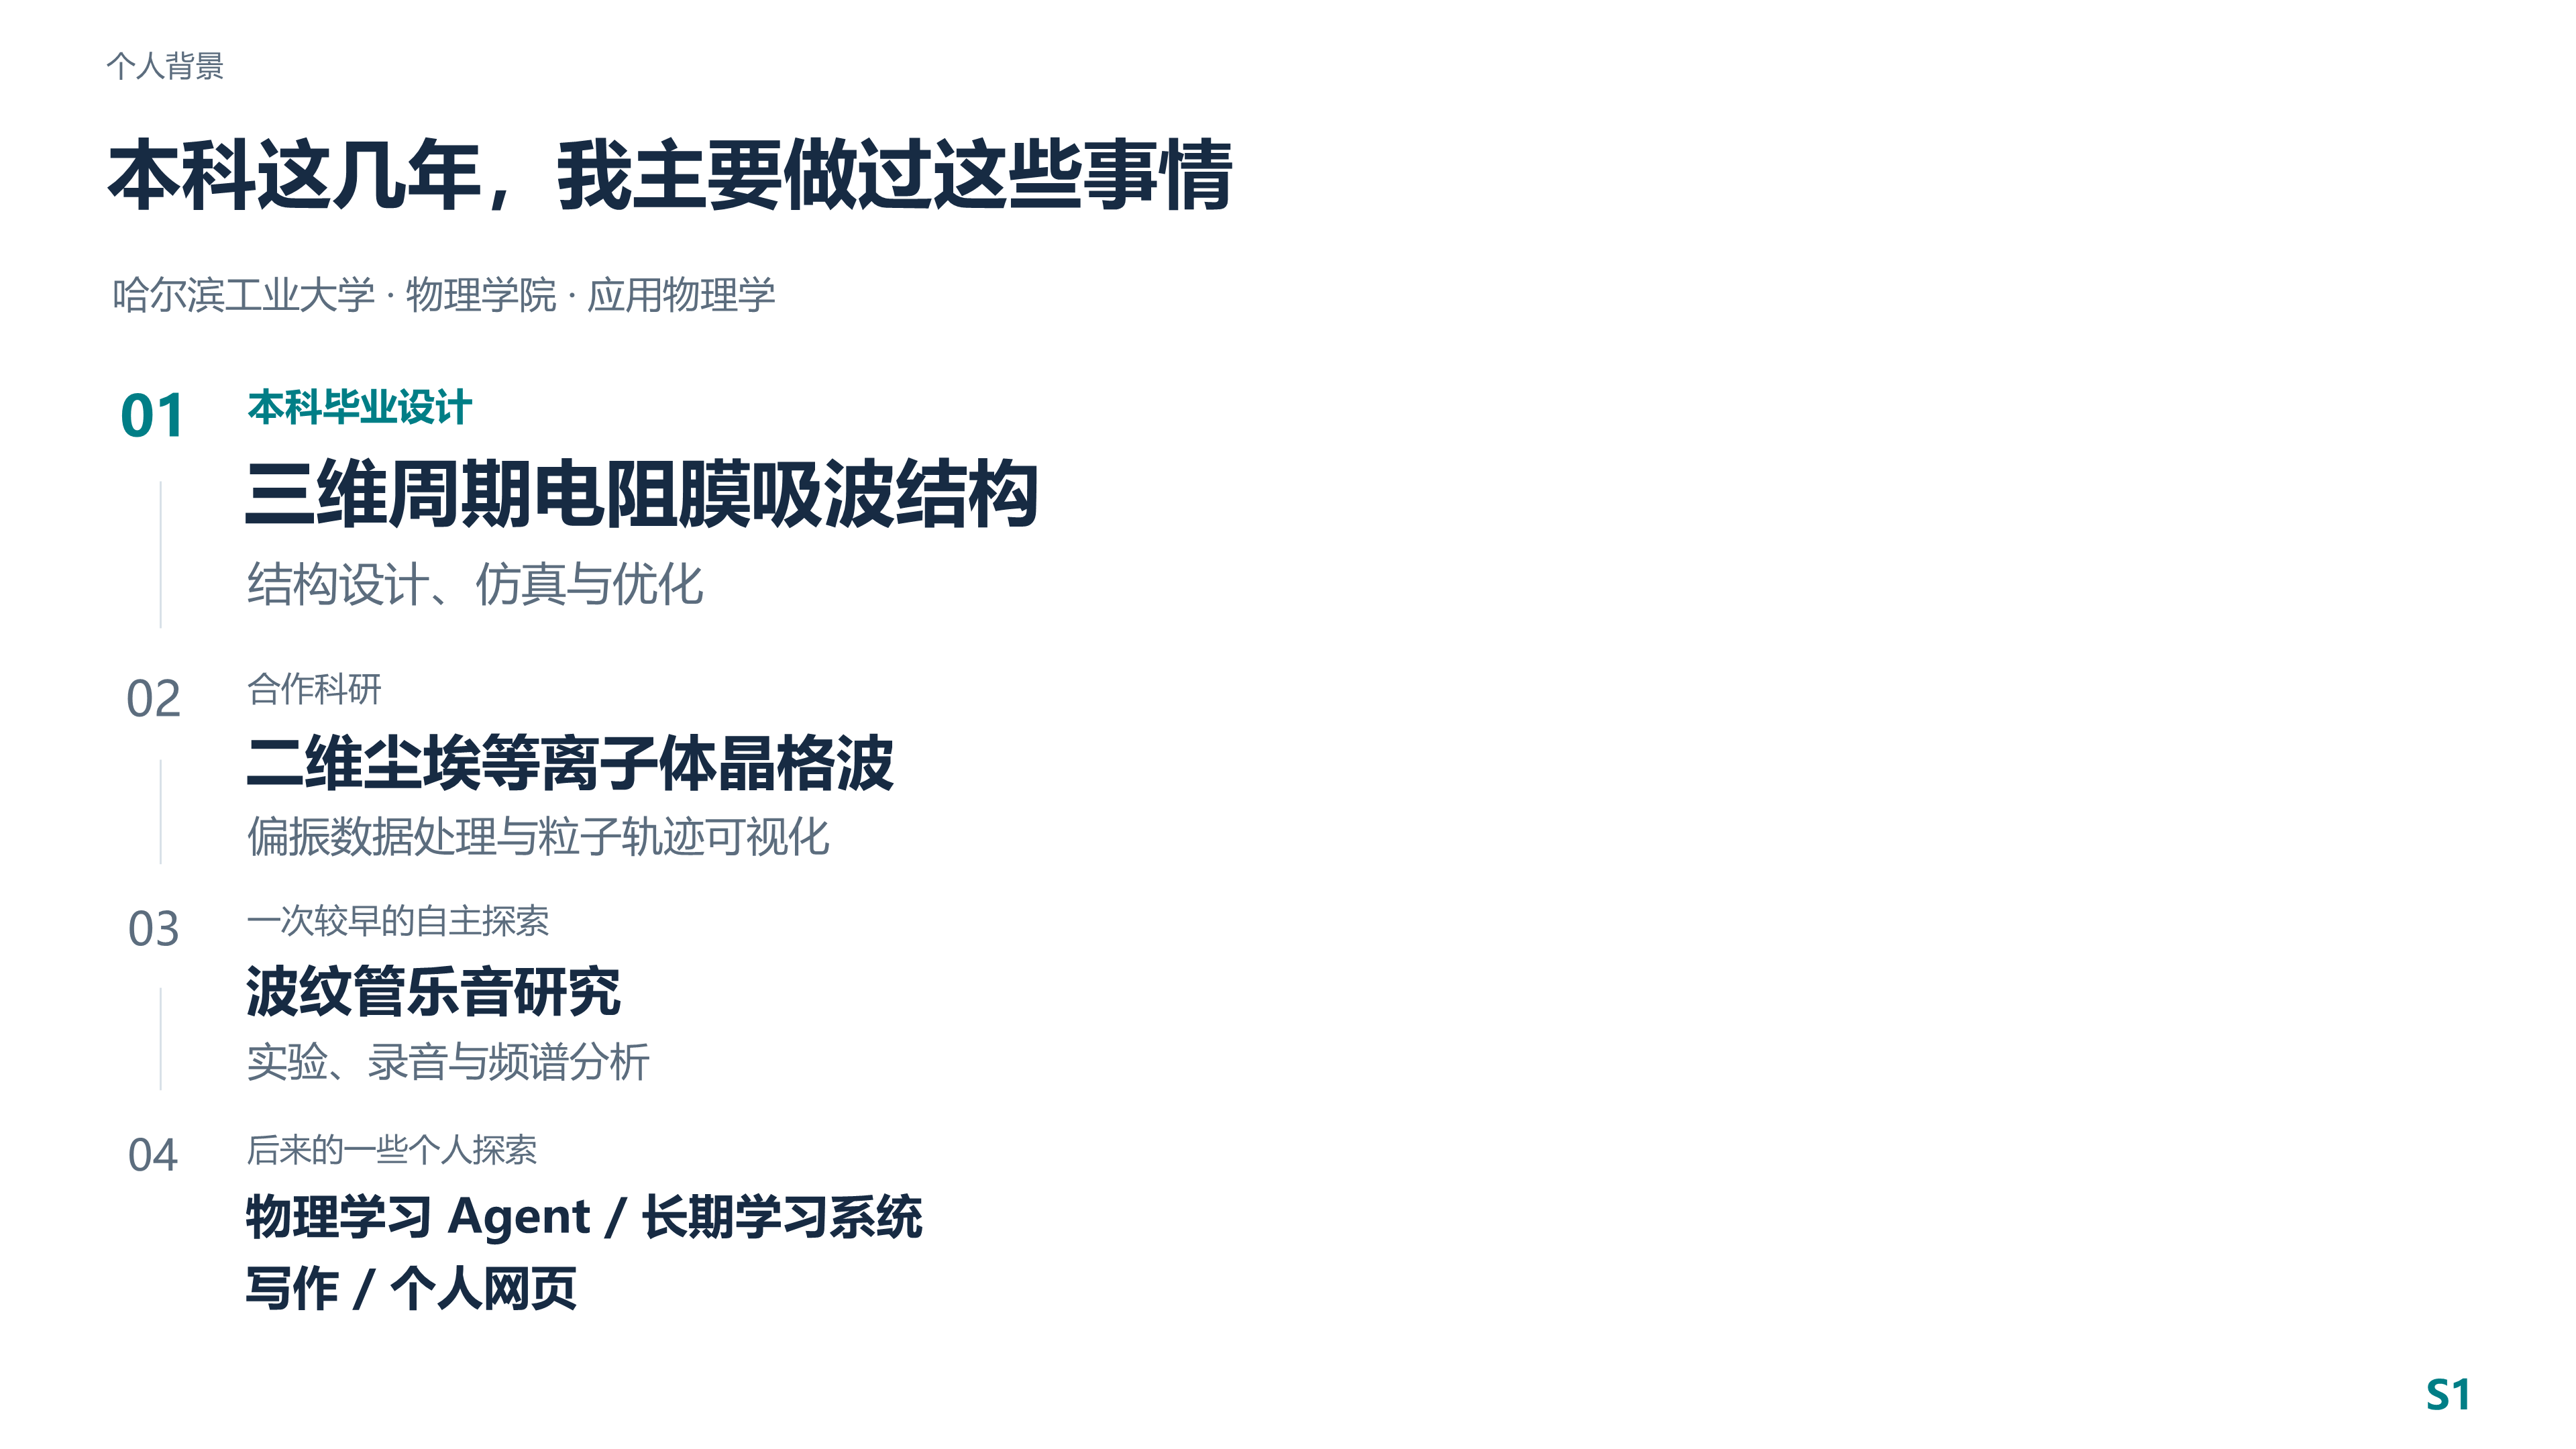 个人背景
本科这几年，我主要做过这些事情
哈尔滨工业大学 · 物理学院 · 应用物理学
01
本科毕业设计
三维周期电阻膜吸波结构
结构设计、仿真与优化
02
合作科研
二维尘埃等离子体晶格波
偏振数据处理与粒子轨迹可视化
03
一次较早的自主探索
波纹管乐音研究
实验、录音与频谱分析
04
后来的一些个人探索
物理学习 Agent / 长期学习系统
写作 / 个人网页
S1